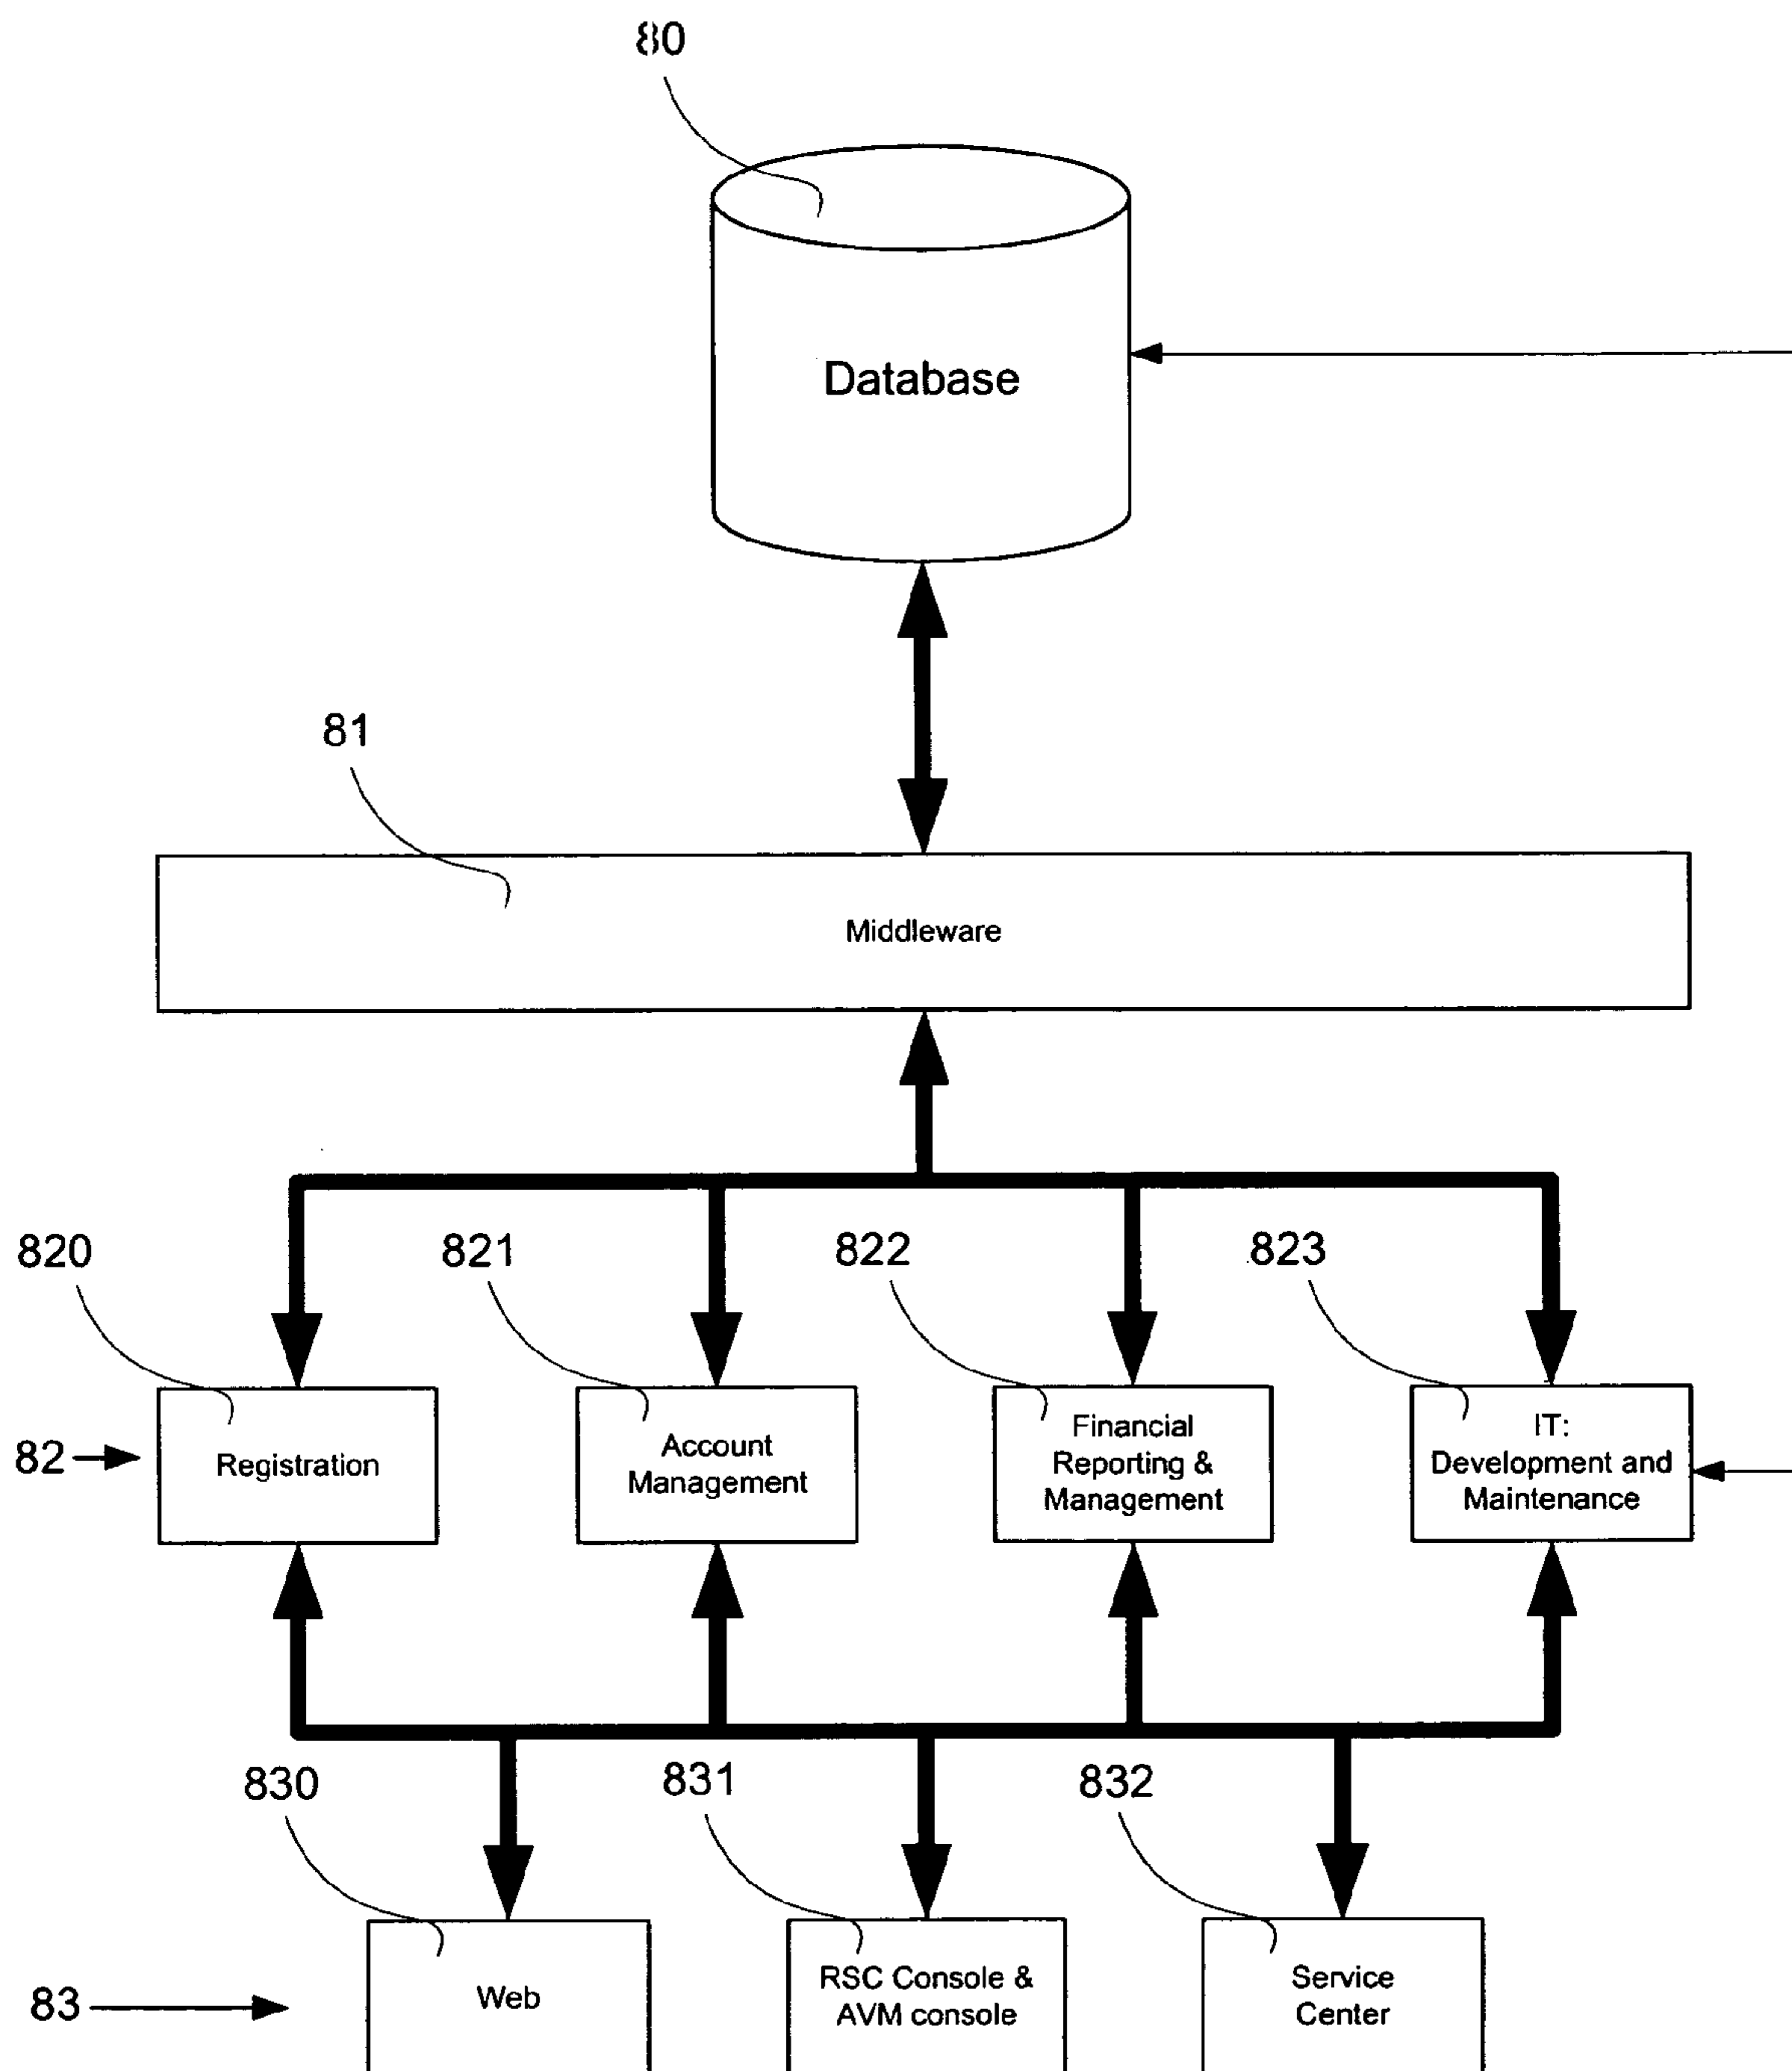 80
Database
81
Middleware
820
821
822
823
82
Registration
Account
Management
Financial
Reporting &
Management
IT:
Development and
Maintenance
830
831
832
83
Web
RSC Console &
AVM console
Service
Center